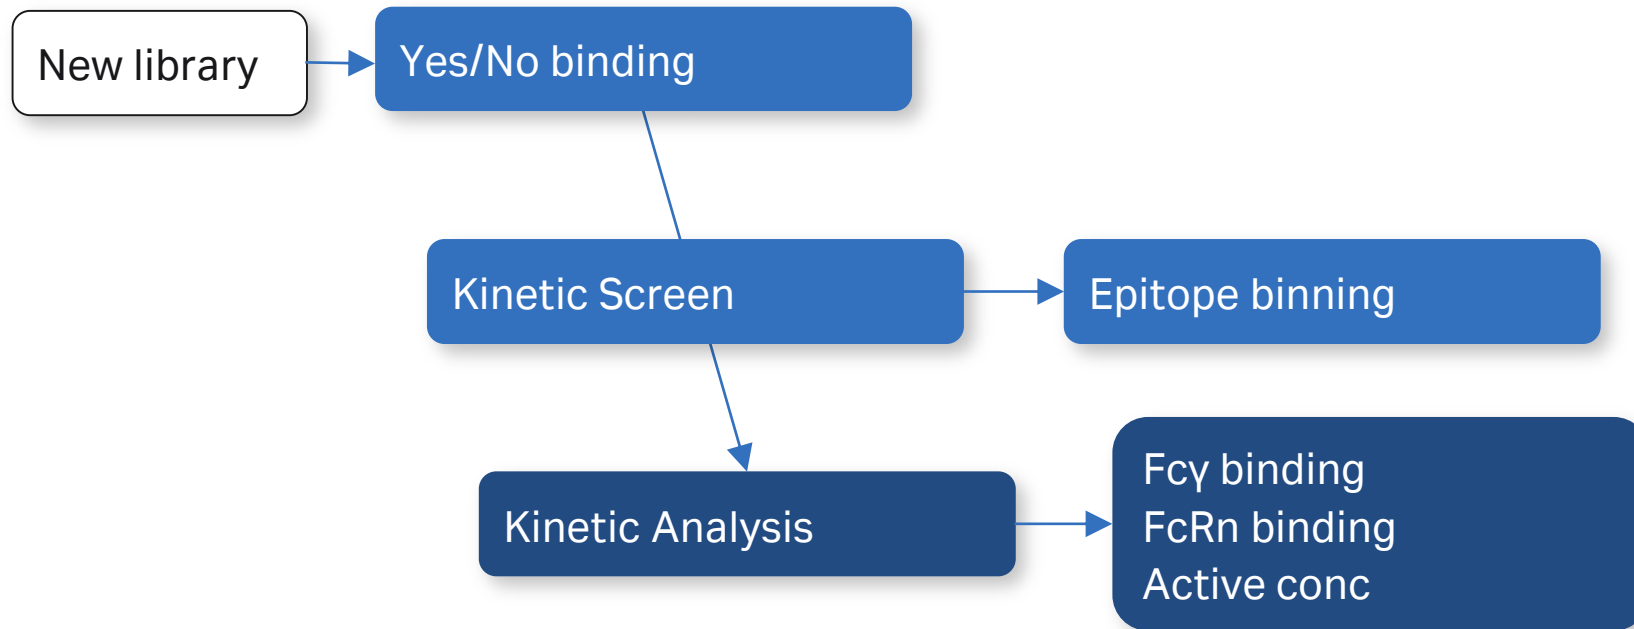 New library
Yes/No binding
Kinetic Screen
Epitope binning
Kinetic Analysis
Fcγ binding
FcRn binding
Active conc